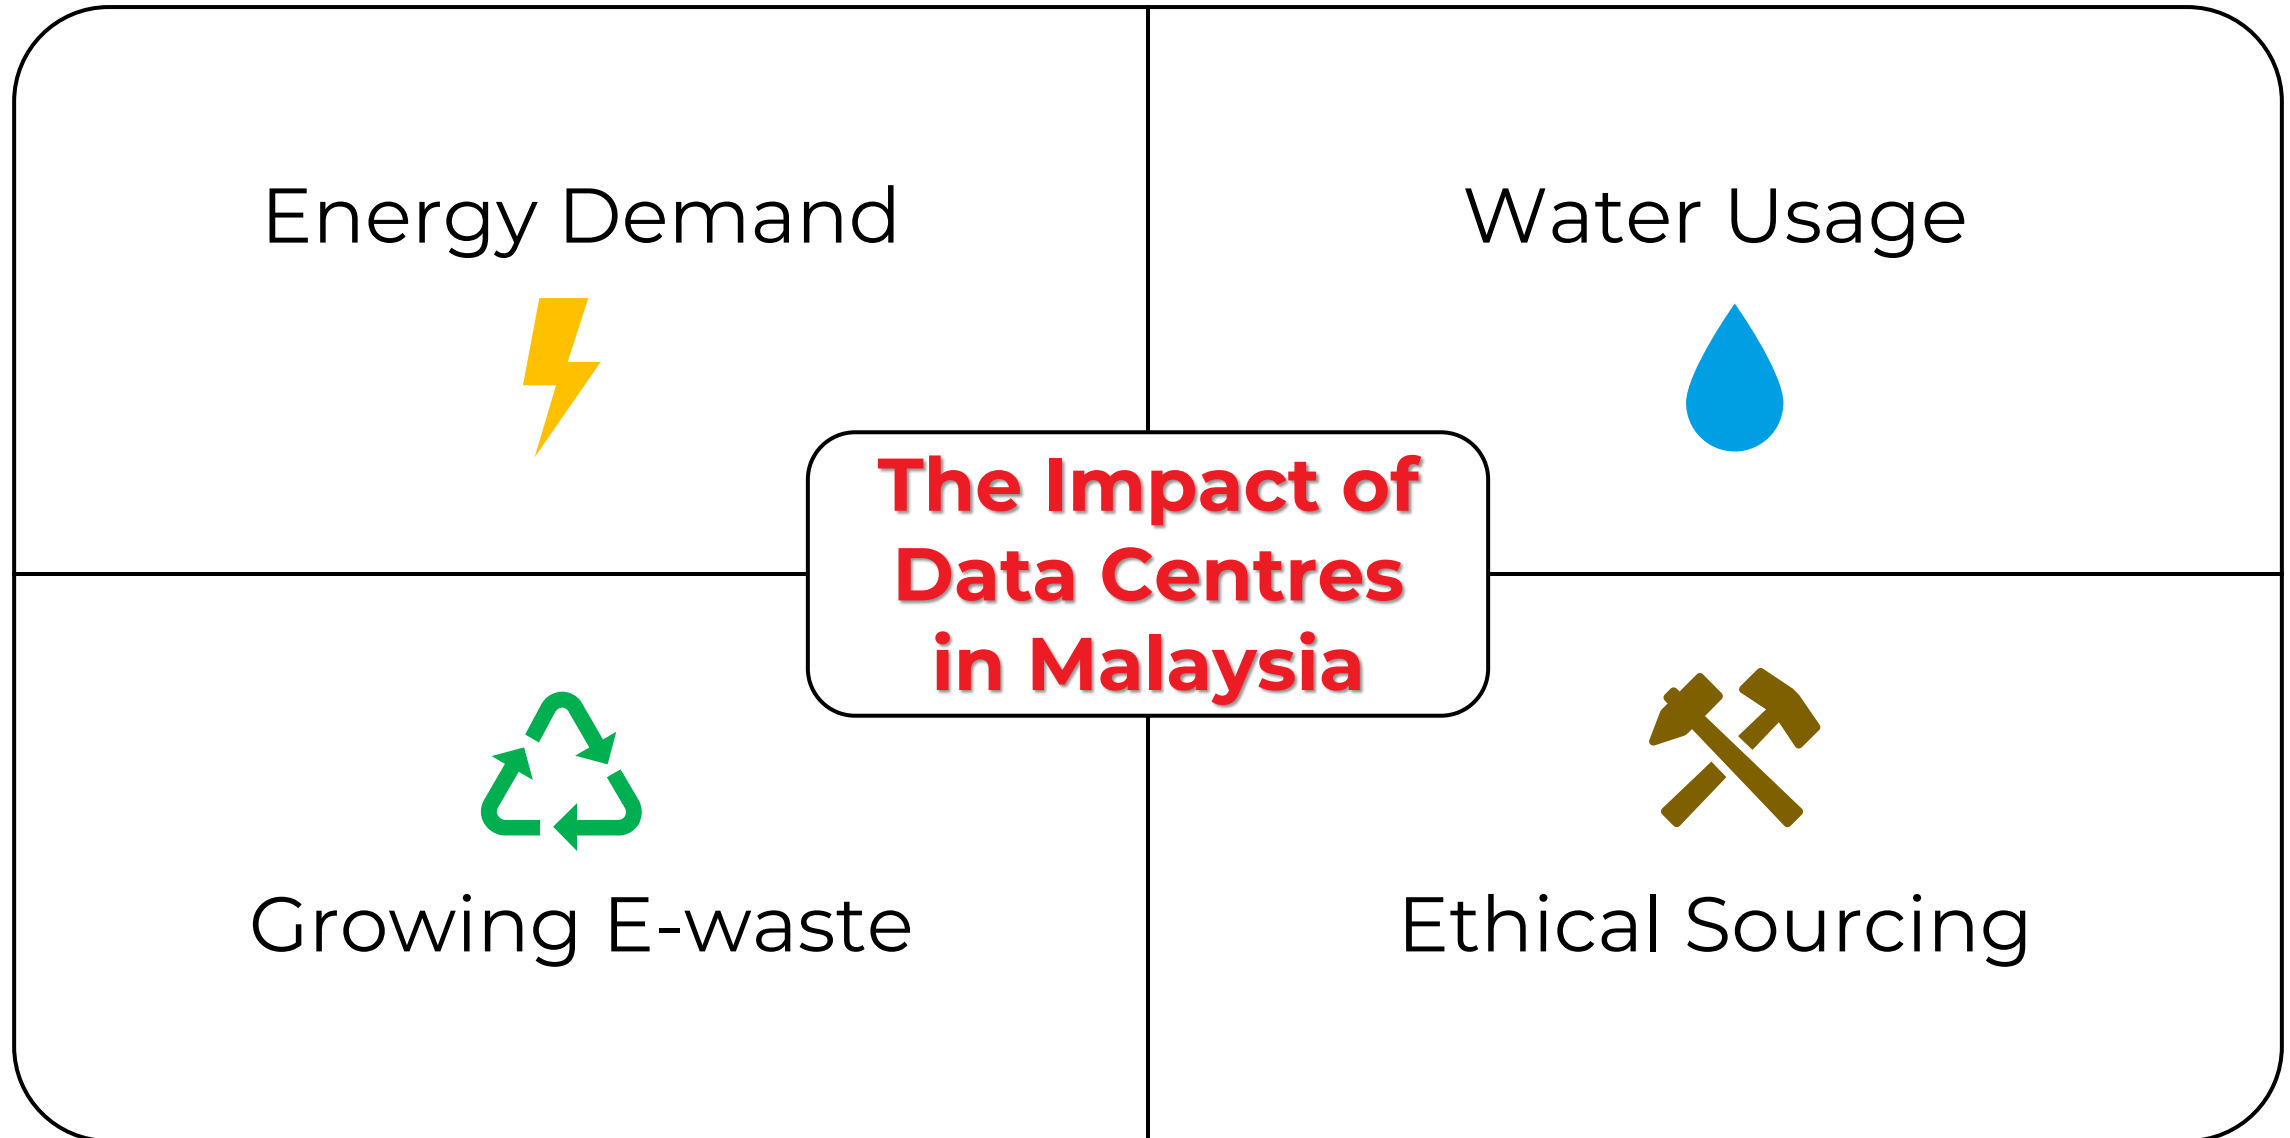 Energy Demand
Water Usage
The Impact of
Data Centres
in Malaysia
Growing E-waste
Ethical Sourcing